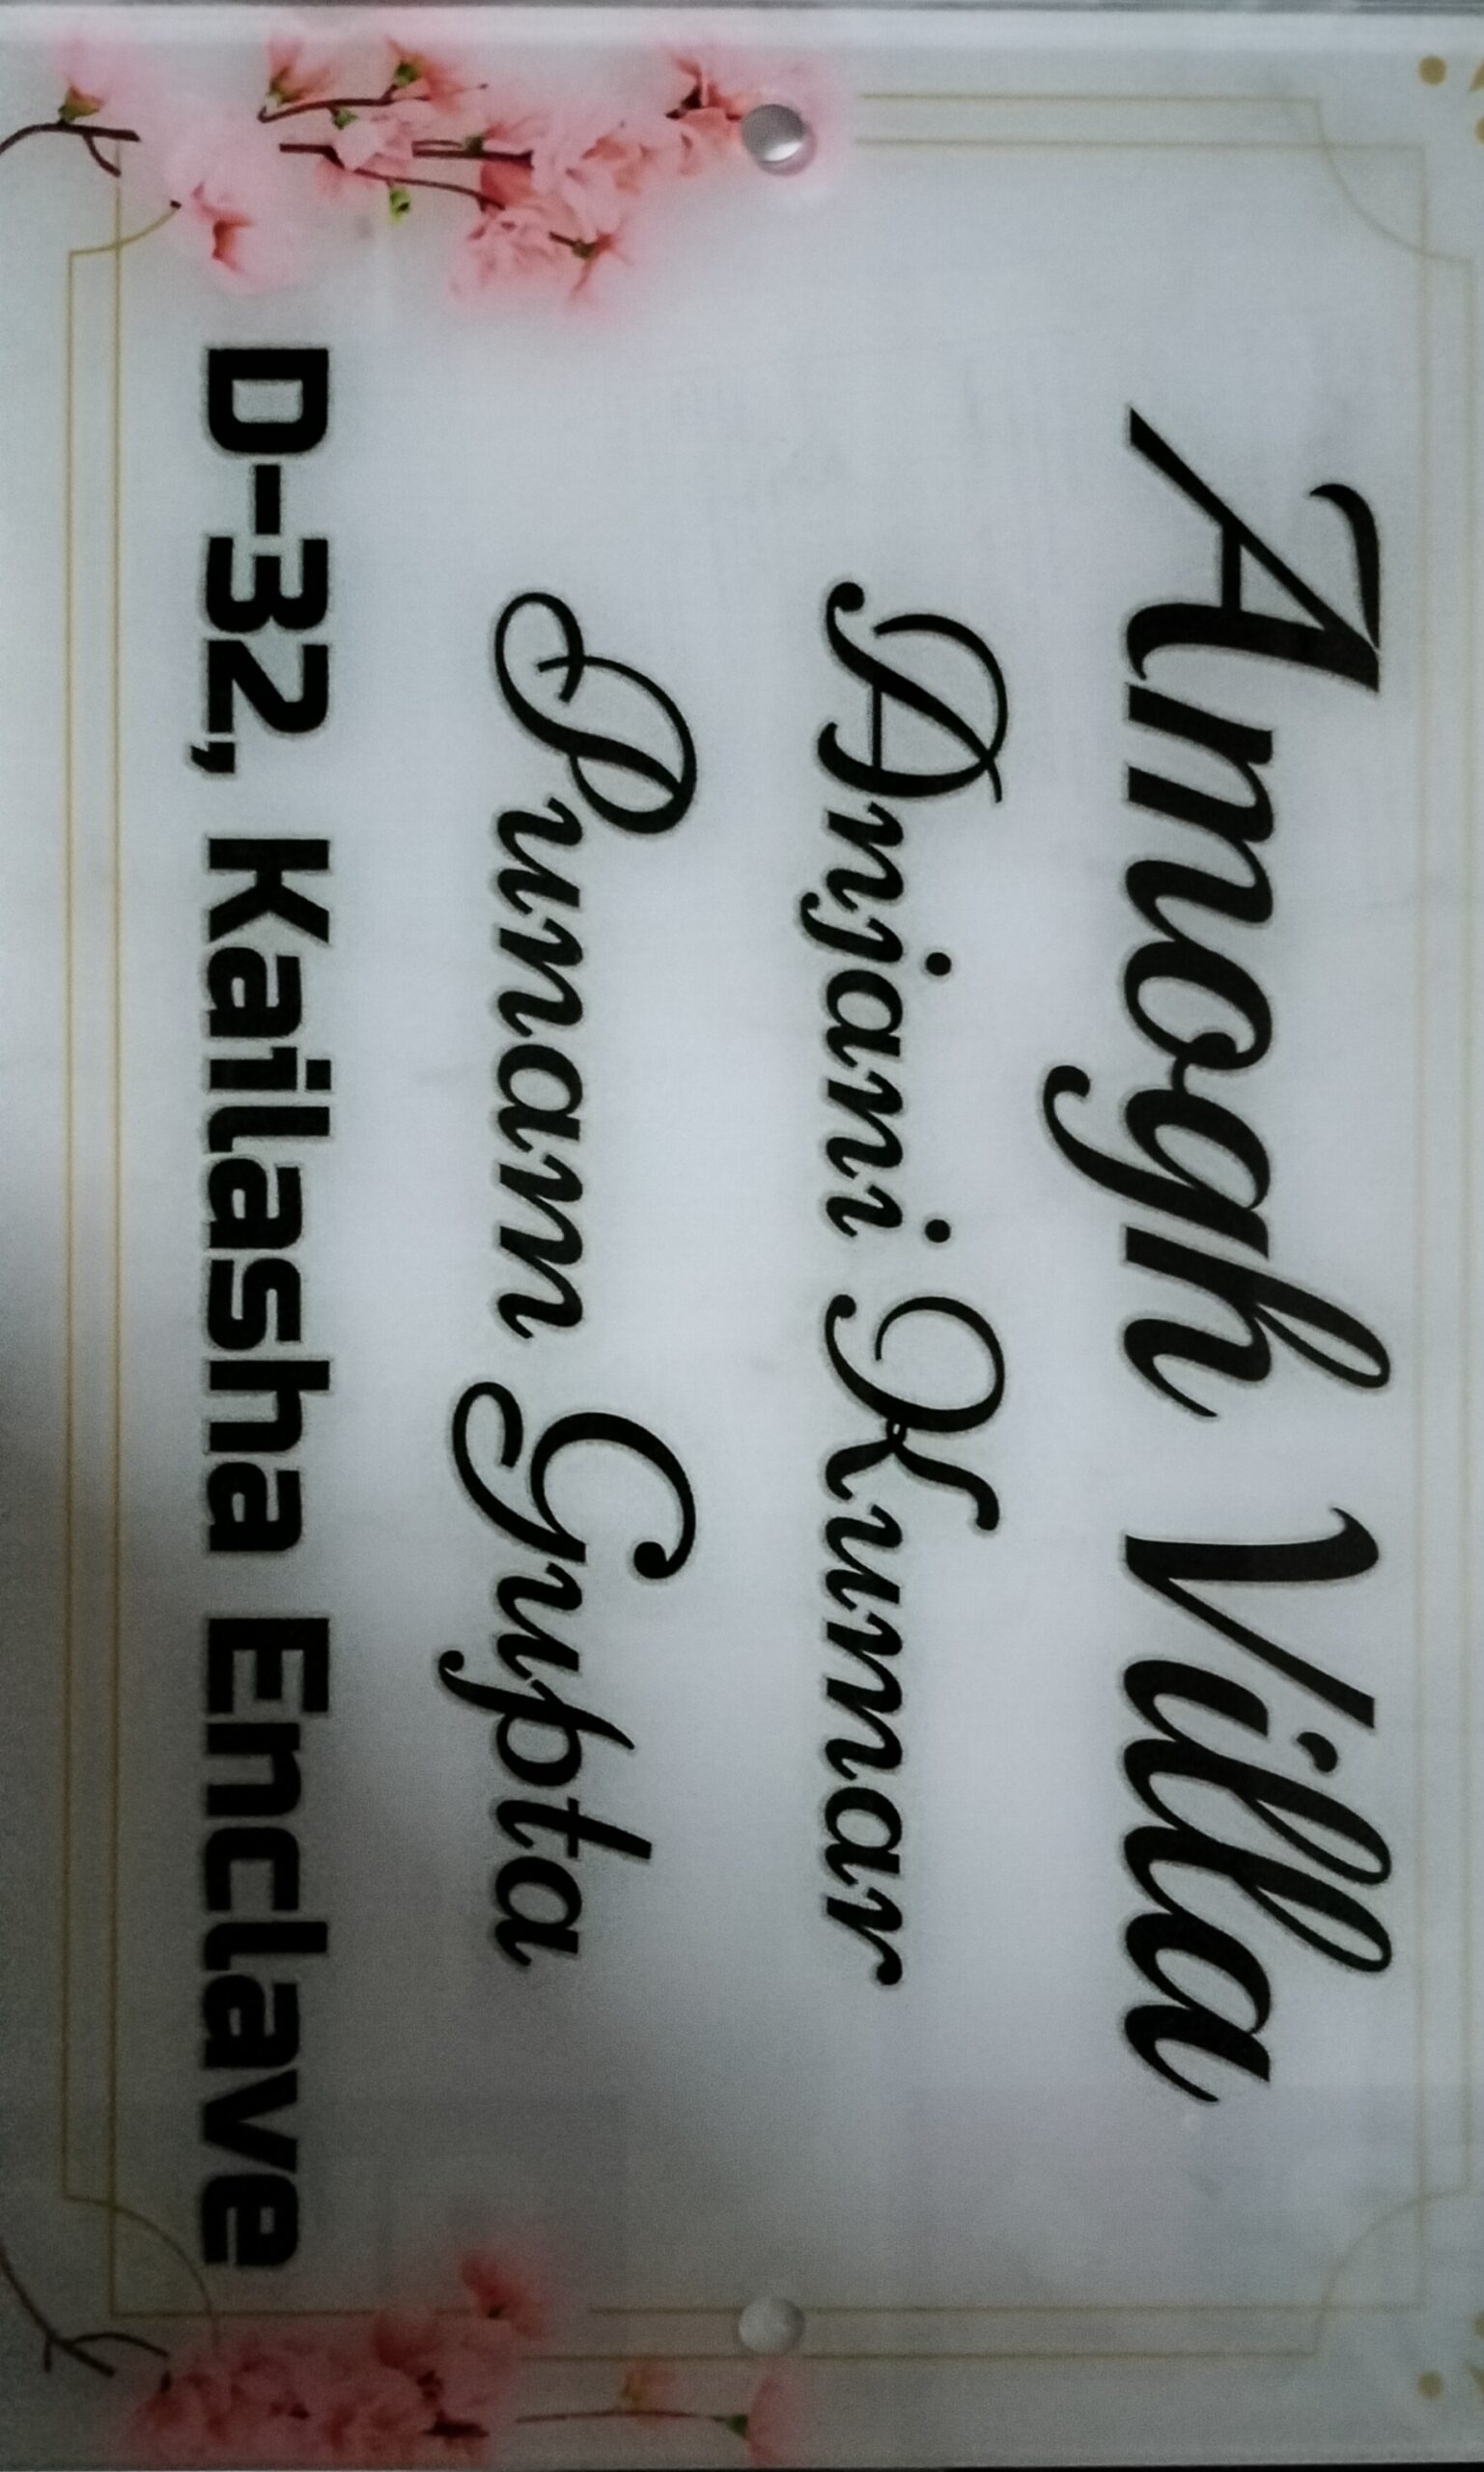 Amogh Villa
Anjani Kumar
Punam Gupta
D-32, Kailasha Enclave